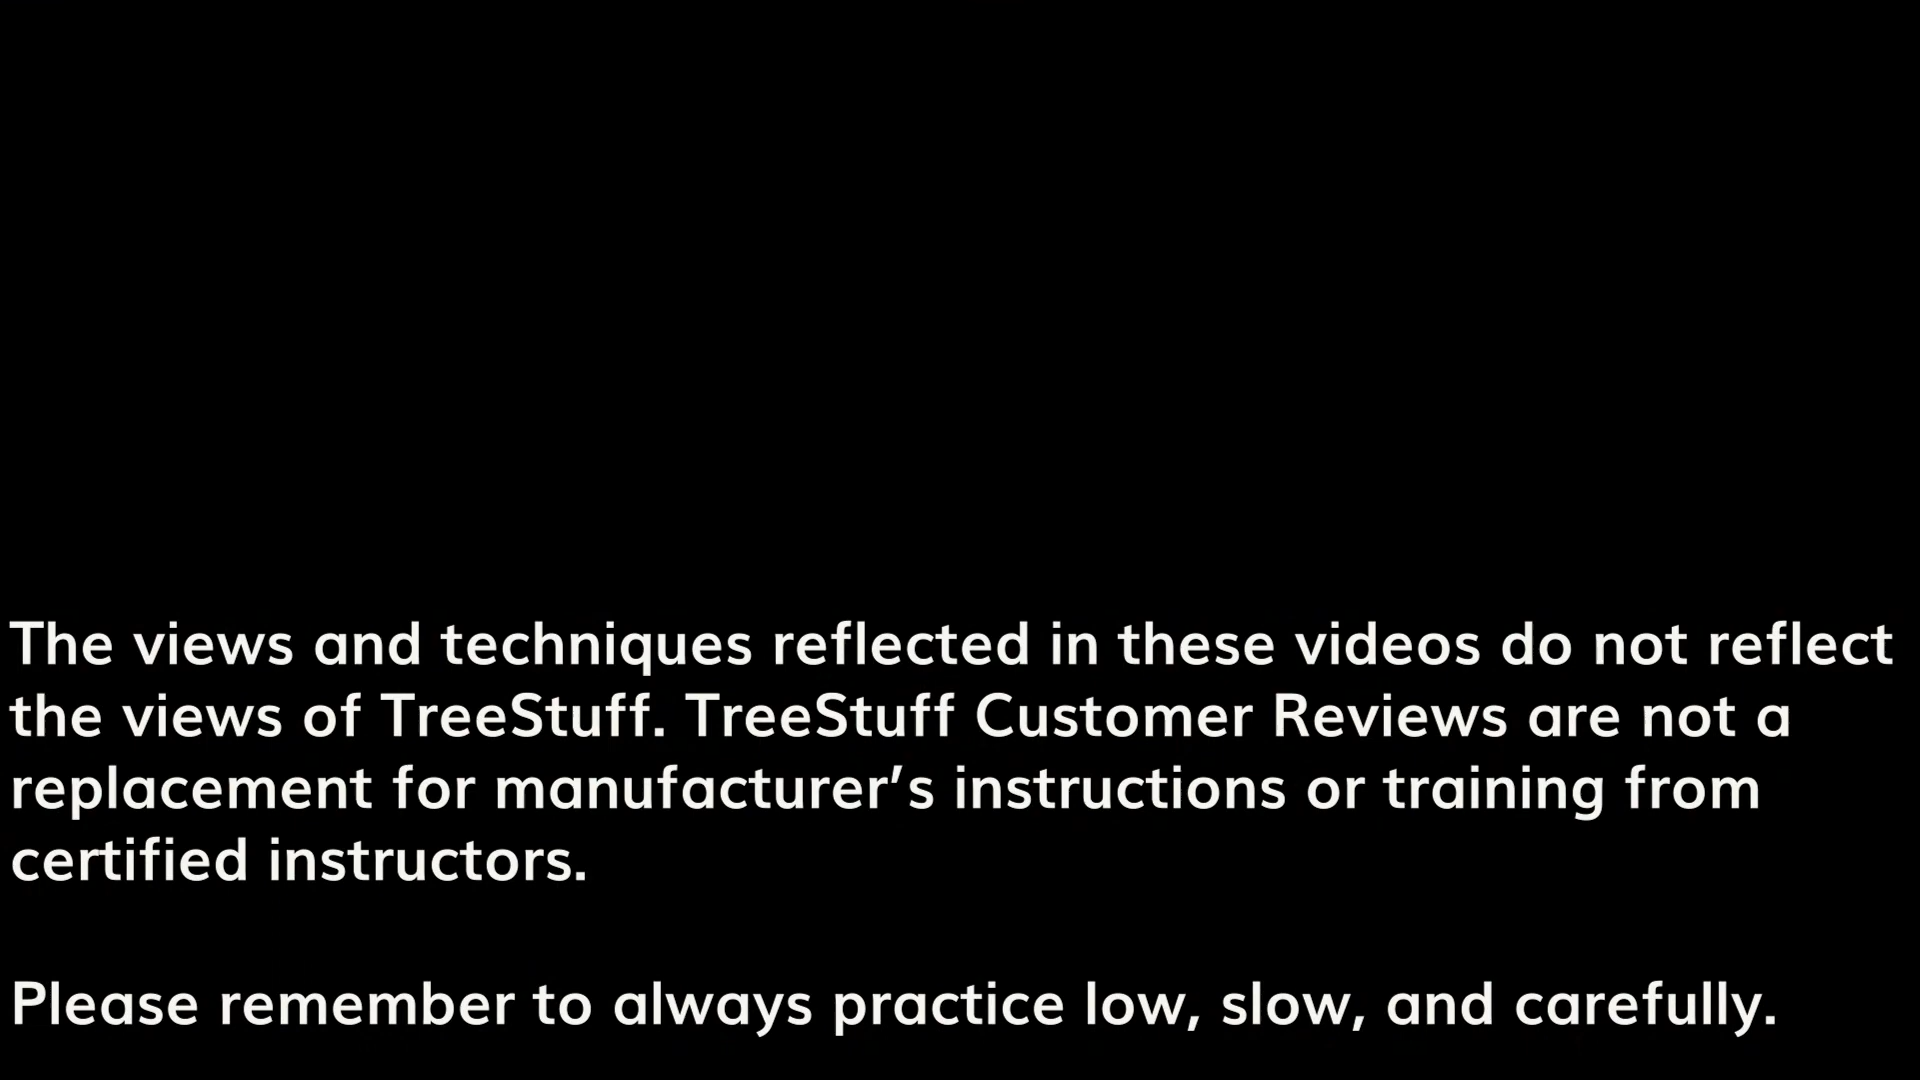 The views and techniques reflected in these videos do not reflect
the views of TreeStuff. TreeStuff Customer Reviews are not a
replacement for manufacturer’s instructions or training from
certified instructors.
Please remember to always practice low, slow, and carefully.